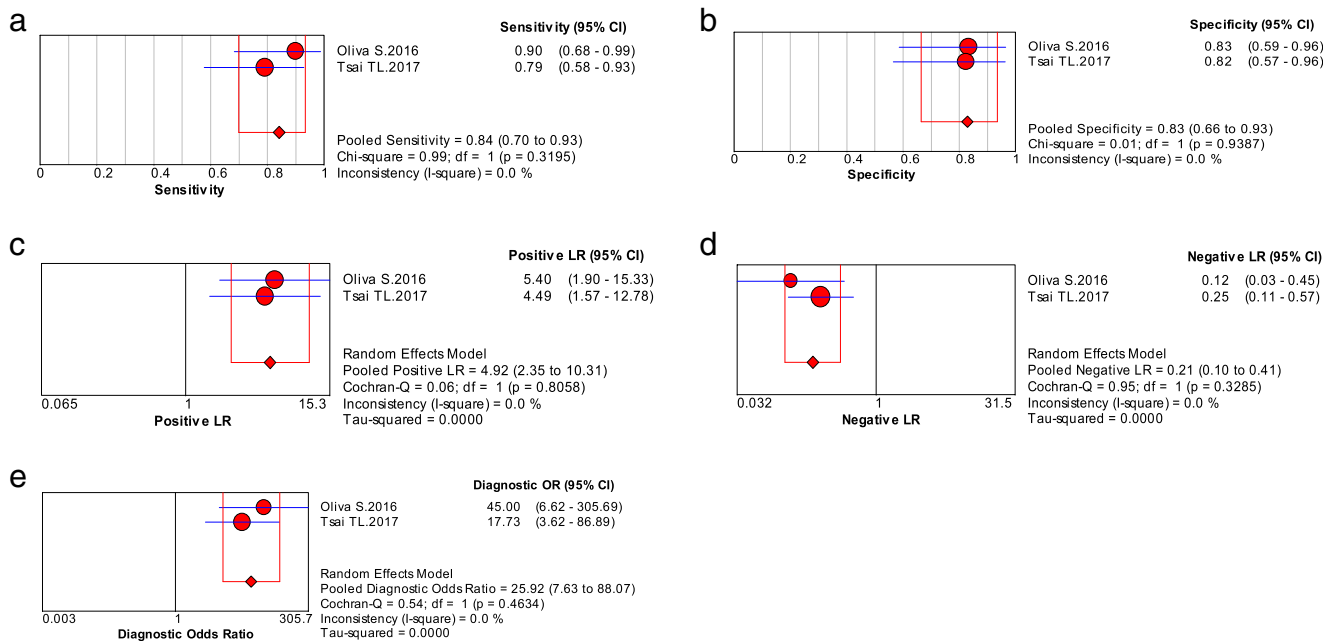 a
Sensitivity (95% CI)
Oliva S.2016 0.90 (0.68 - 0.99)
Tsai TL.2017 0.79 (0.58 - 0.93)
Pooled Sensitivity = 0.84 (0.70 to 0.93)
Chi-square = 0.99; df = 1 (p = 0.3195)
Inconsistency (I-square) = 0.0 %
0 0.2 0.4 0.6 0.8 1
Sensitivity
b
Specificity (95% CI)
Oliva S.2016 0.83 (0.59 - 0.96)
Tsai TL.2017 0.82 (0.57 - 0.96)
Pooled Specificity = 0.83 (0.66 to 0.93)
Chi-square = 0.01; df = 1 (p = 0.9387)
Inconsistency (I-square) = 0.0 %
0 0.2 0.4 0.6 0.8 1
Specificity
c
Positive LR (95% CI)
Oliva S.2016 5.40 (1.90 - 15.33)
Tsai TL.2017 4.49 (1.57 - 12.78)
Random Effects Model
Pooled Positive LR = 4.92 (2.35 to 10.31)
Cochran-Q = 0.06; df = 1 (p = 0.8058)
Inconsistency (I-square) = 0.0 %
Tau-squared = 0.0000
0.065 1 15.3
Positive LR
d
Negative LR (95% CI)
Oliva S.2016 0.12 (0.03 - 0.45)
Tsai TL.2017 0.25 (0.11 - 0.57)
Random Effects Model
Pooled Negative LR = 0.21 (0.10 to 0.41)
Cochran-Q = 0.95; df = 1 (p = 0.3285)
Inconsistency (I-square) = 0.0 %
Tau-squared = 0.0000
0.032 1 31.5
Negative LR
e
Diagnostic OR (95% CI)
Oliva S.2016 45.00 (6.62 - 305.69)
Tsai TL.2017 17.73 (3.62 - 86.89)
Random Effects Model
Pooled Diagnostic Odds Ratio = 25.92 (7.63 to 88.07)
Cochran-Q = 0.54; df = 1 (p = 0.4634)
Inconsistency (I-square) = 0.0 %
Tau-squared = 0.0000
0.003 1 305.7
Diagnostic Odds Ratio